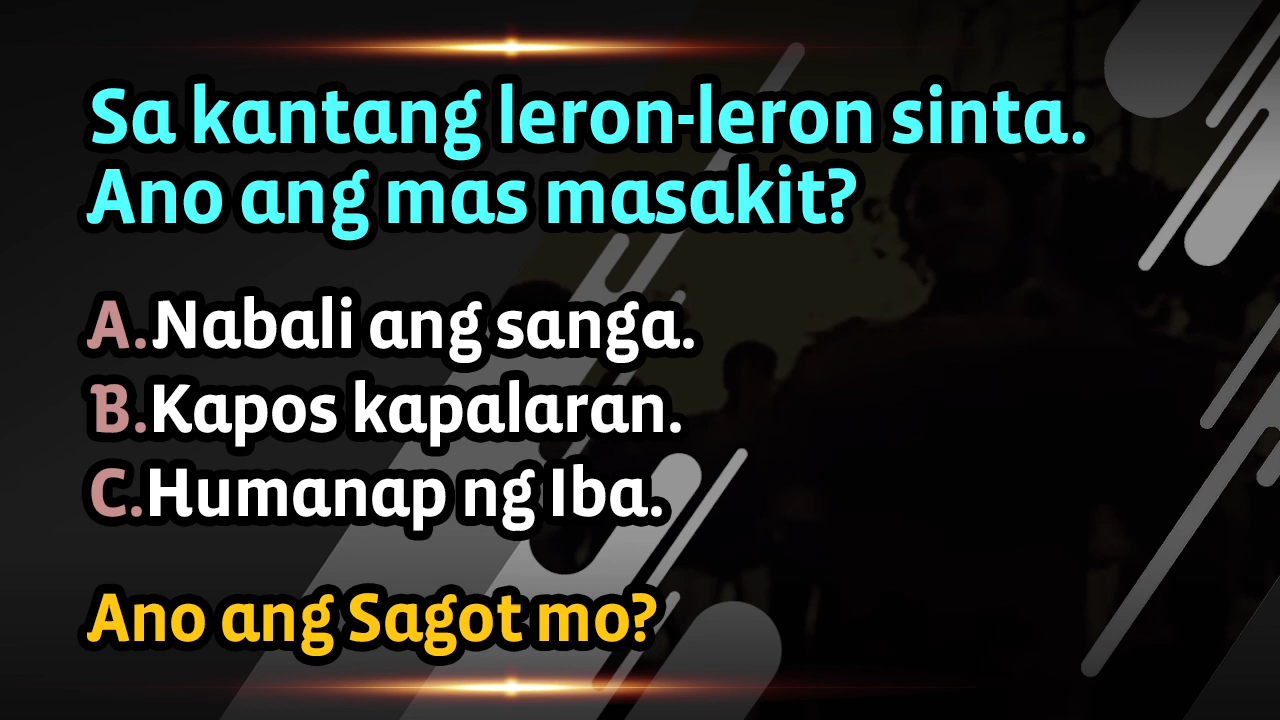 Sa kantang leron-leron sinta.
Ano ang mas masakit?
A.Nabali ang sanga.
B.Kapos kapalaran.
C.Humanap ng Iba.
Ano ang Sagot mo?